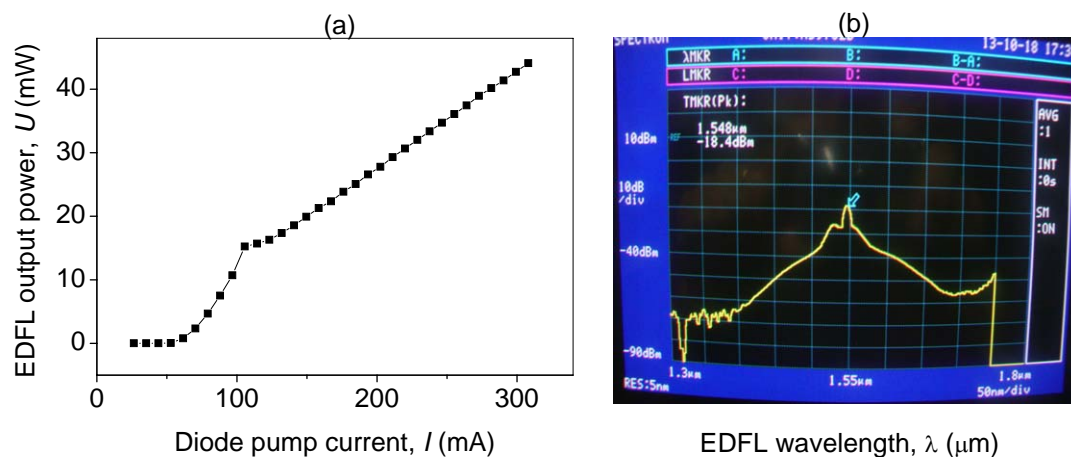 (a)
EDFL output power, U (mW)
40
30
20
10
0
0
100
200
300
Diode pump current, I (mA)
(b)
13-10-18 17:3
λMKR A: B: B-A:
LMKR C: D: C-D:
TMKR(Pk):
1.548µm
-18.4dBm
10dBm
REF
10dB
/div
-40dBm
-90dBm
AVG
:1
INT
:0s
SM
:ON
1.3µm
1.55µm
1.8µm
RES:5nm
50nm/div
EDFL wavelength, λ (µm)